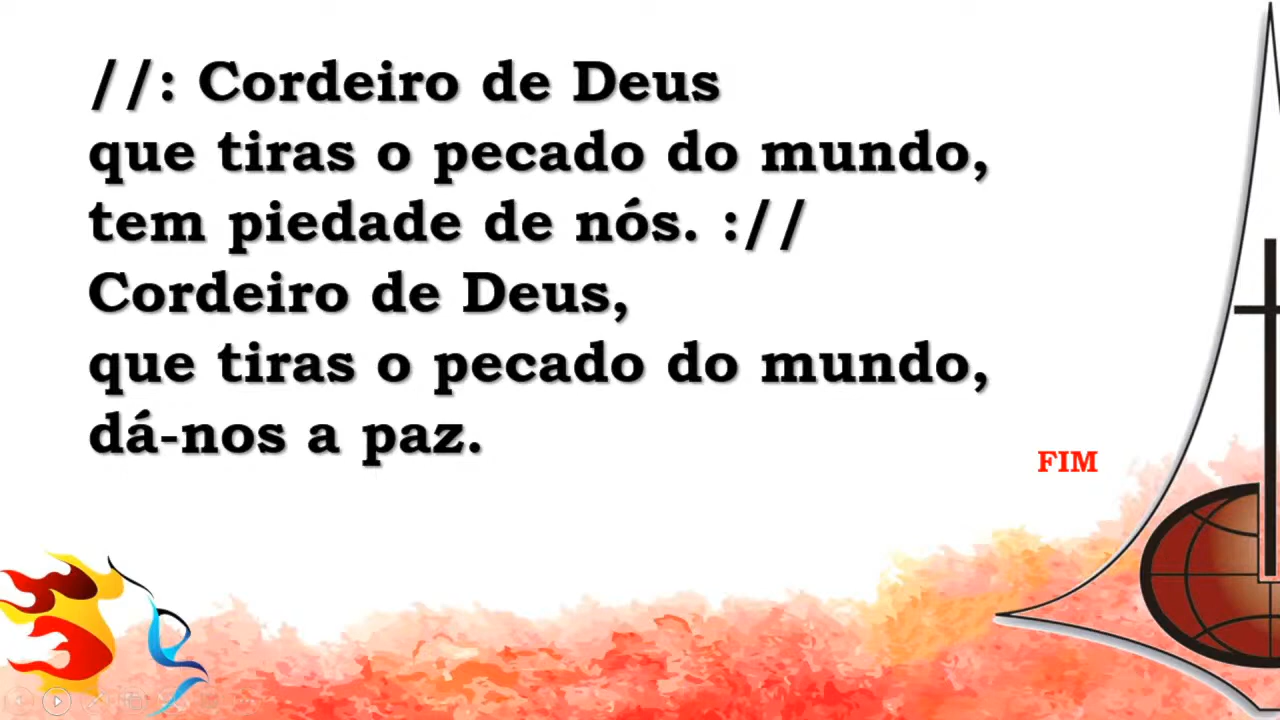 //: Cordeiro de Deus
que tiras o pecado do mundo,
tem piedade de nós. ://
Cordeiro de Deus,
que tiras o pecado do mundo,
dá-nos a paz.
FIM